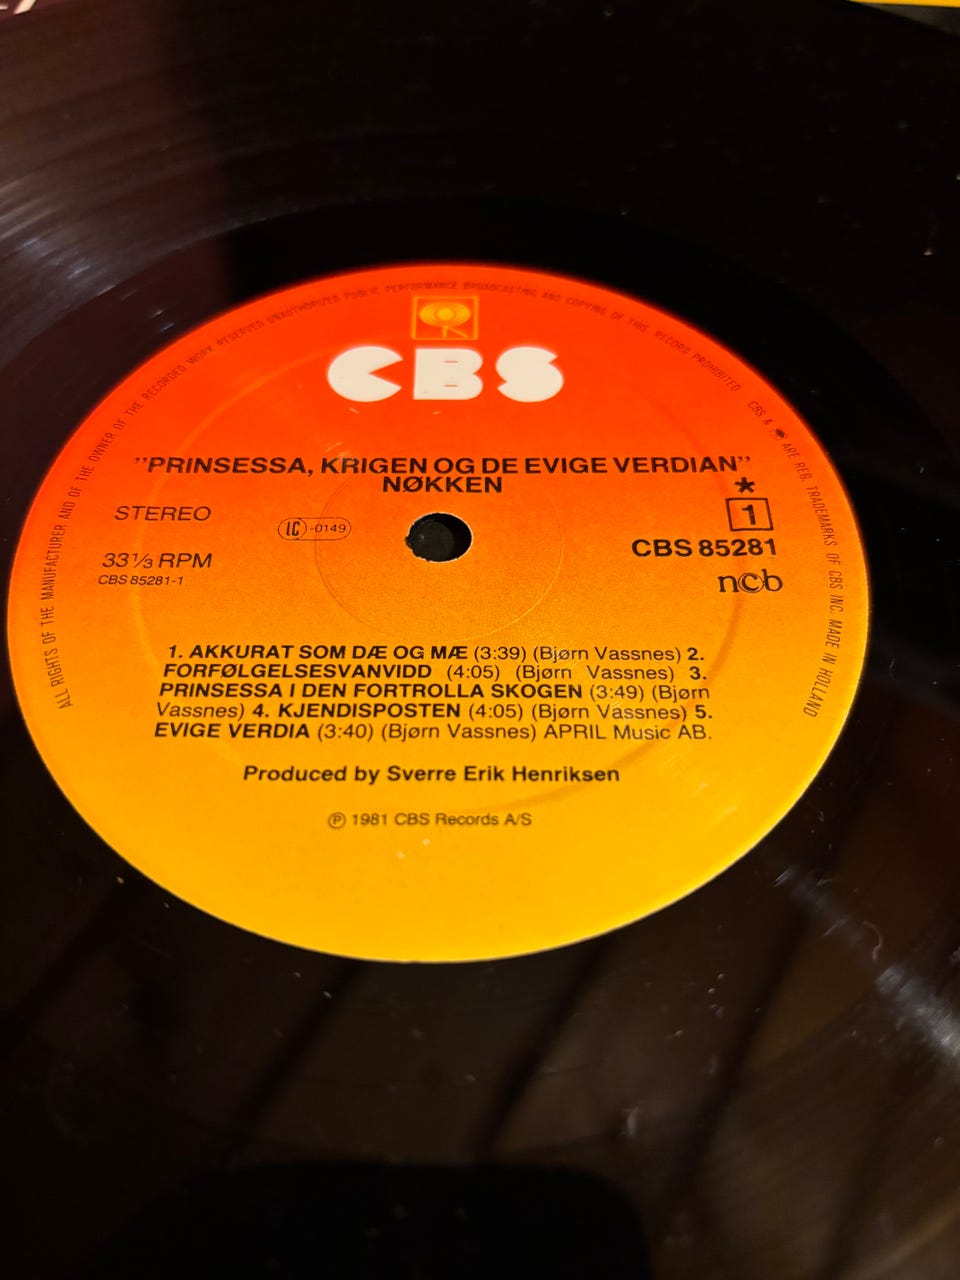 ALL RIGHTS OF THE MANUFACTURER AND OF THE OWNER OF THE RECORDED WORK RESERVED UNAUTHORIZED PUBLIC PERFORMANCE BROADCASTING AND COPYING OF THIS RECORD PROHIBITED
CBS & ARE REG. TRADEMARKS OF CBS INC. MADE IN HOLLAND
CBS
"PRINSESSA, KRIGEN OG DE EVIGE VERDIAN"
NØKKEN
STEREO
LC-0149
*
1
33 1/3 RPM
CBS 85281
CBS 85281-1
ncb
1. AKKURAT SOM DÆ OG MÆ (3:39) (Bjørn Vassnes) 2.
FORFØLGELSESVANVIDD (4:05) (Bjørn Vassnes) 3.
PRINSESSA I DEN FORTROLLA SKOGEN (3:49) (Bjørn
Vassnes) 4. KJENDISPOSTEN (4:05) (Bjørn Vassnes) 5.
EVIGE VERDIA (3:40) (Bjørn Vassnes) APRIL Music AB.
Produced by Sverre Erik Henriksen
℗ 1981 CBS Records A/S